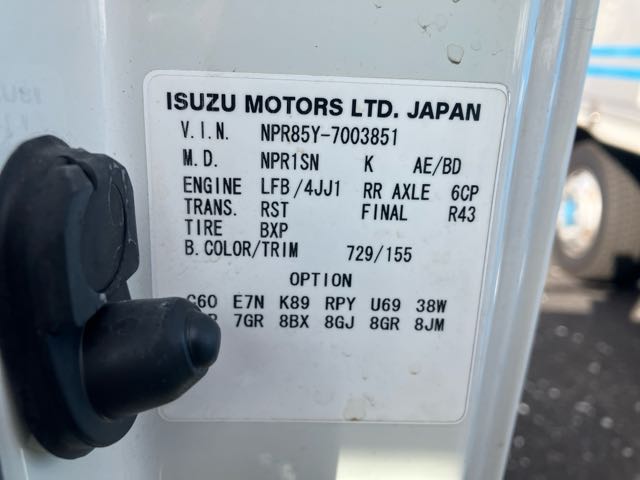 ISUZU MOTORS LTD. JAPAN
V.I.N. NPR85Y-7003851
M.D. NPR1SN K AE/BD
ENGINE LFB/4JJ1 RR AXLE 6CP
TRANS. RST FINAL R43
TIRE BXP
B.COLOR/TRIM 729/155
OPTION
C60 E7N K89 RPY U69 38W
7GR 8BX 8GJ 8GR 8JM